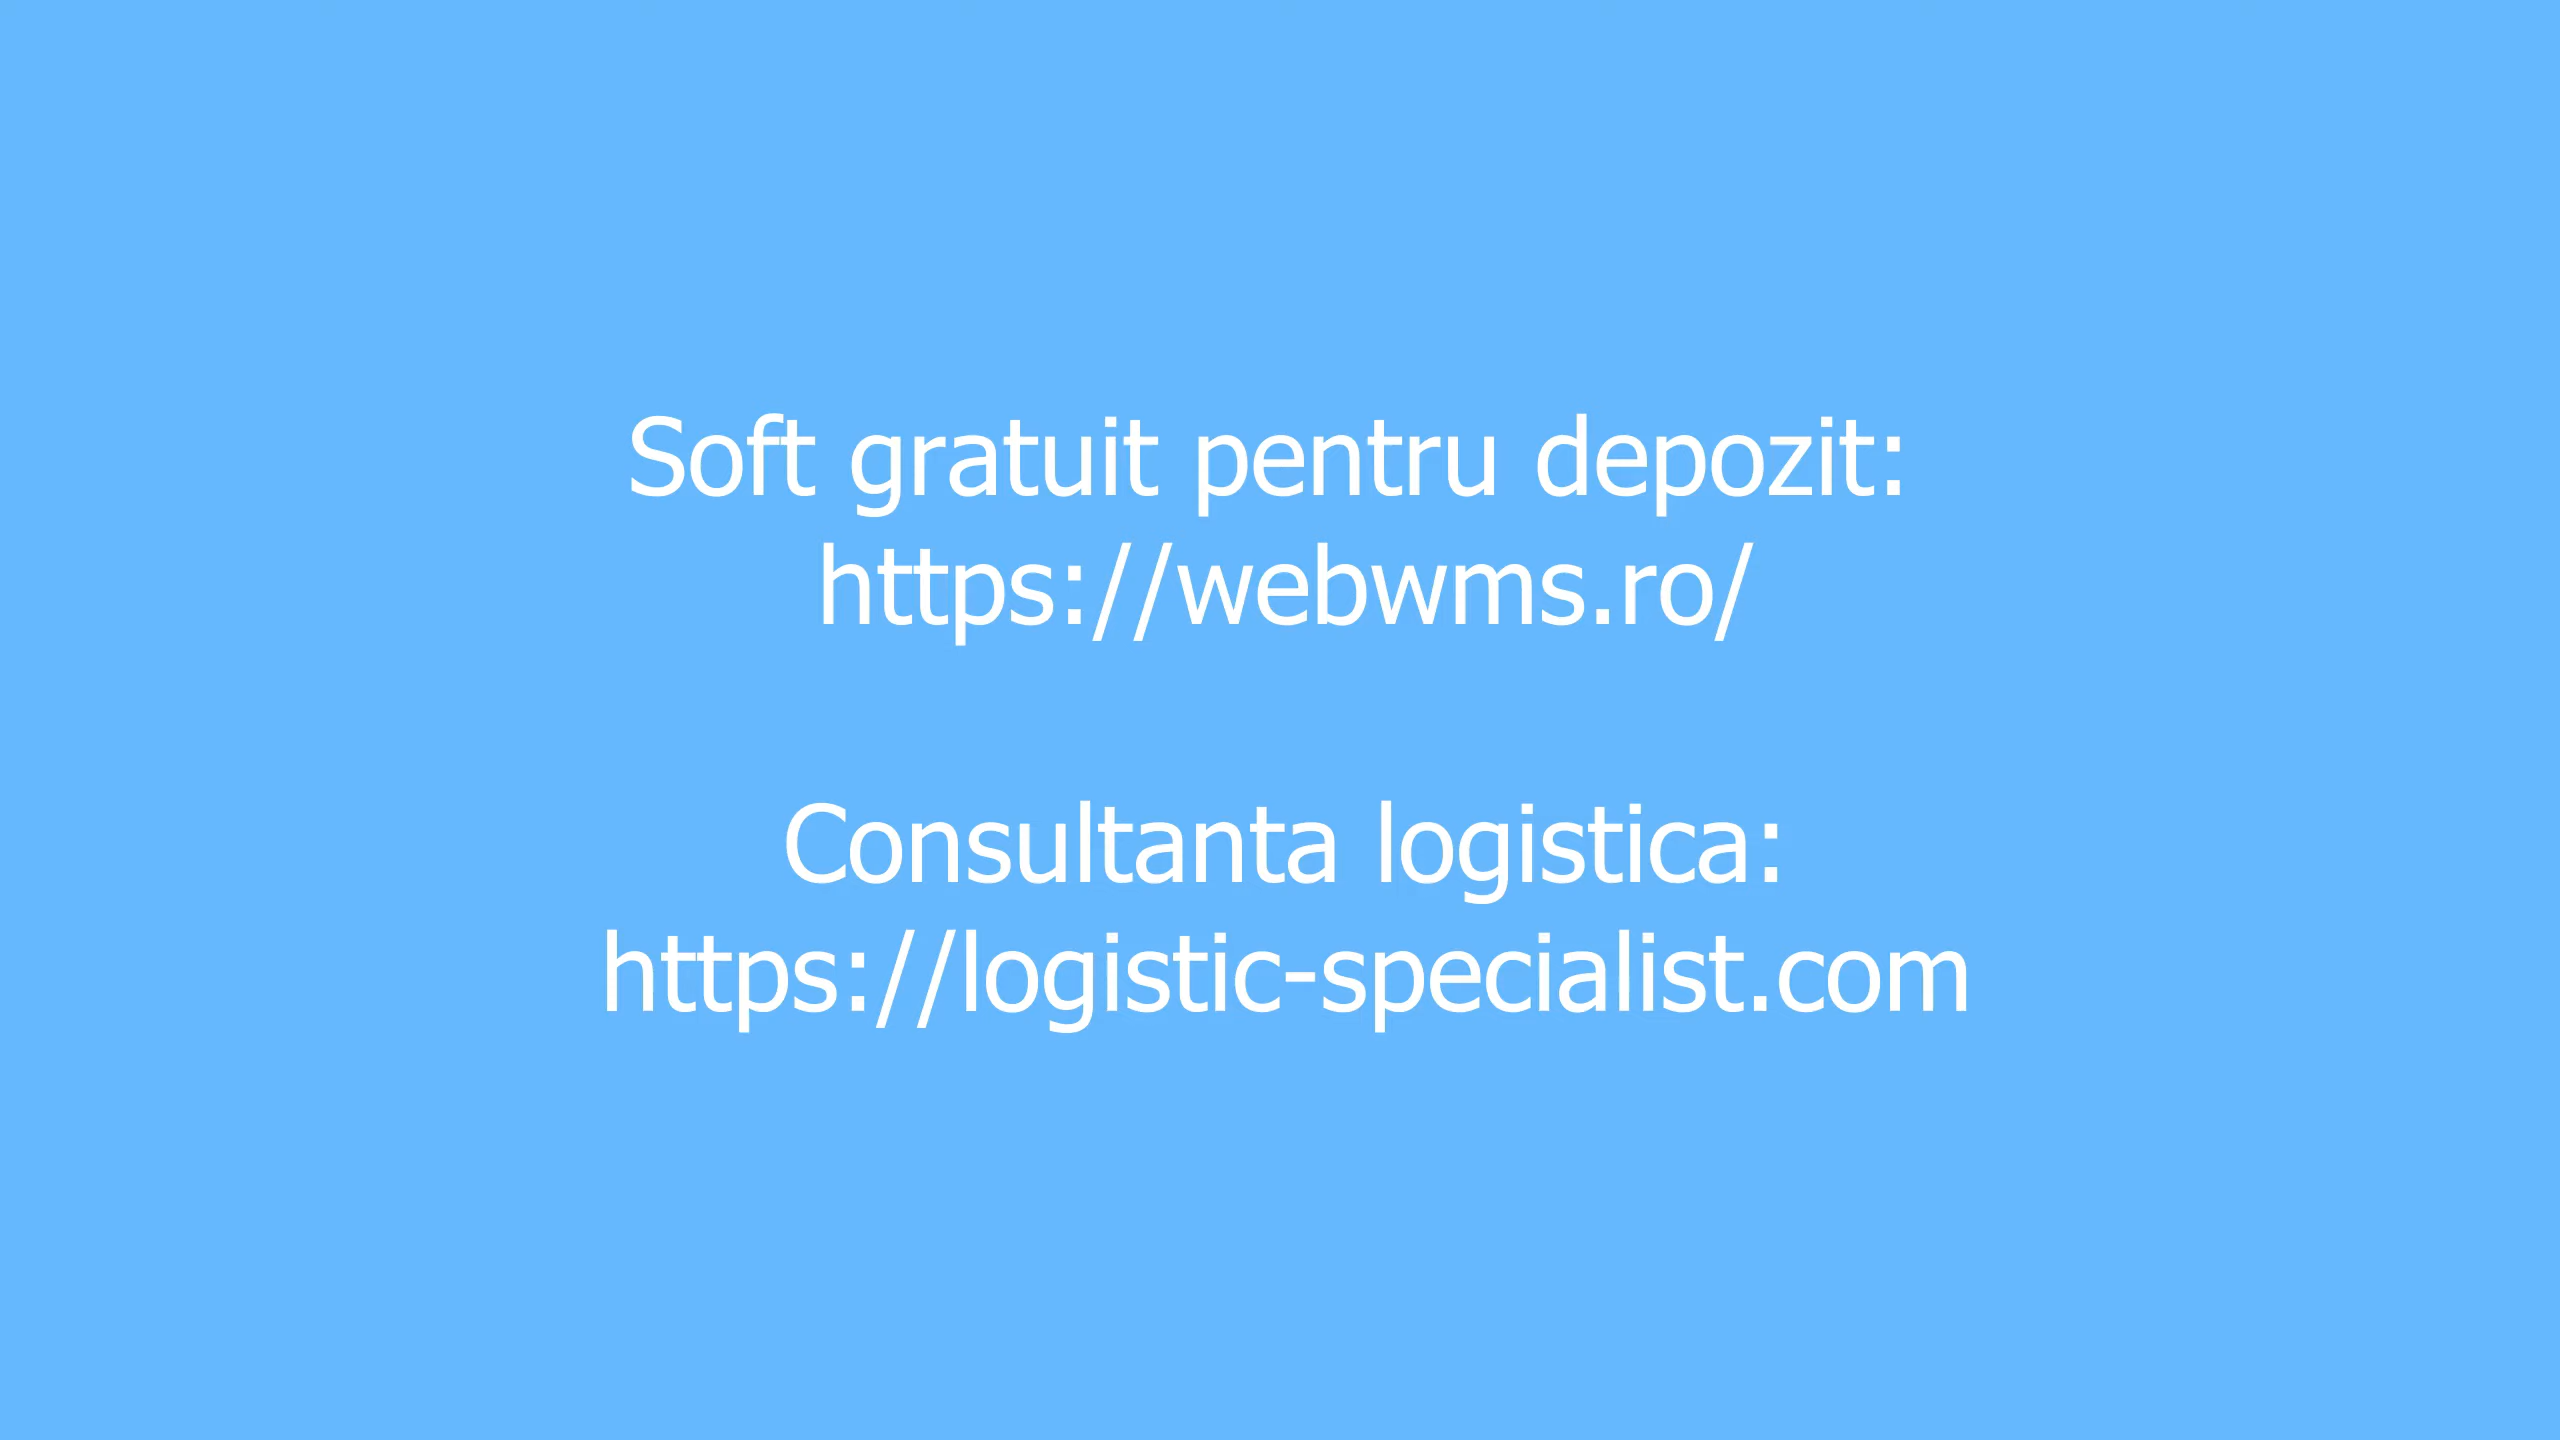 Soft gratuit pentru depozit:
https://webwms.ro/
Consultanta logistica:
https://logistic-specialist.com